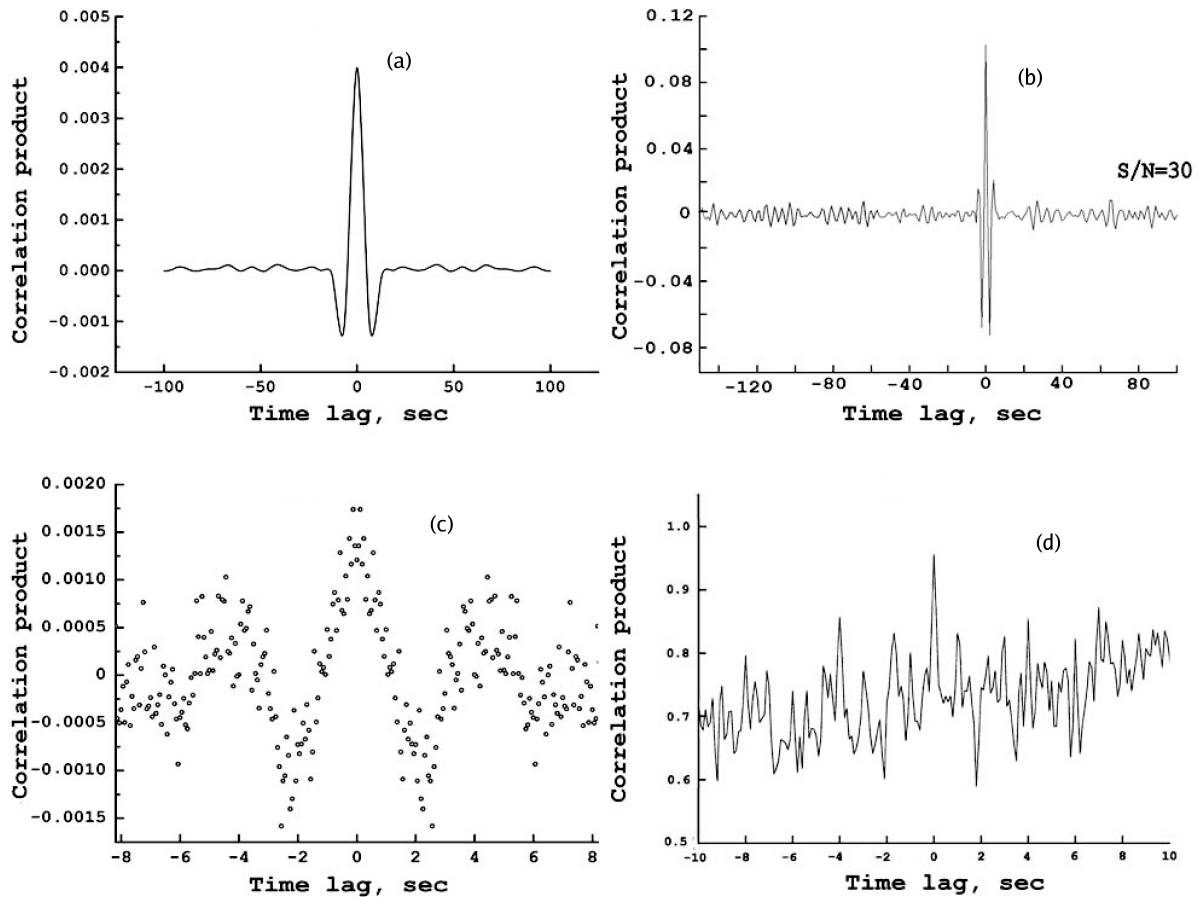 0.005
0.004
0.003
0.002
0.001
0.000
-0.001
-0.002
Correlation product
(a)
-100 -50 0 50 100
Time lag, sec
0.12
0.08
0.04
0
-0.04
-0.08
Correlation product
(b)
S/N=30
-120 -80 -40 0 40 80
Time lag, sec
0.0020
0.0015
0.0010
0.0005
0
-0.0005
-0.0010
-0.0015
Correlation product
(c)
-8 -6 -4 -2 0 2 4 6 8
Time lag, sec
1.0
0.9
0.8
0.7
0.6
0.5
Correlation product
(d)
-10 -8 -6 -4 -2 0 2 4 6 8 10
Time lag, sec